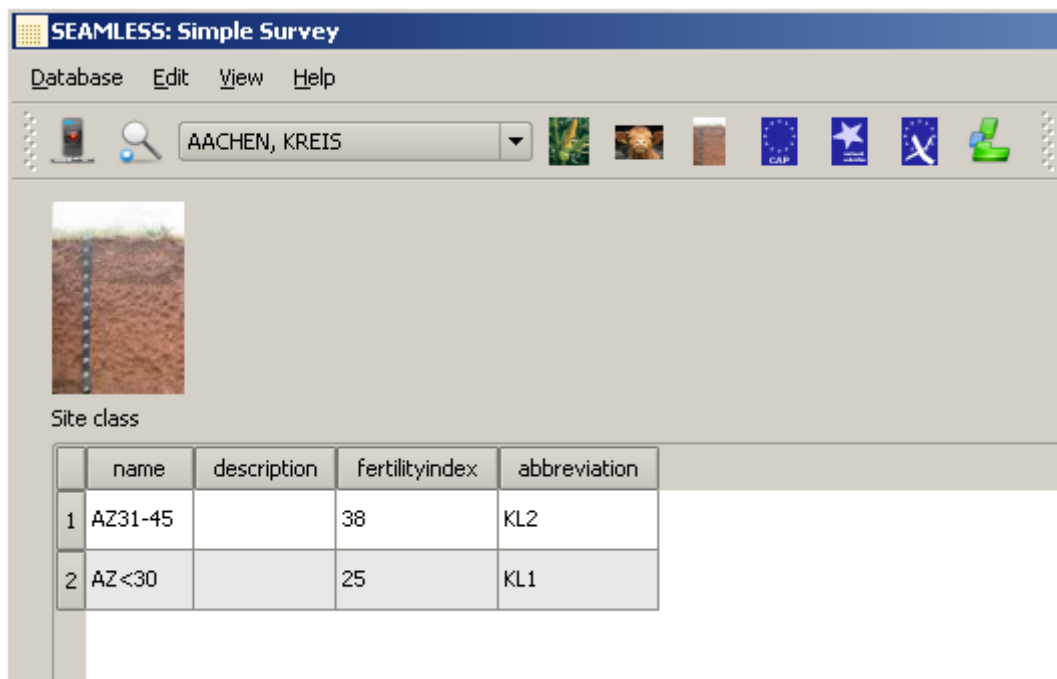 SEAMLESS: Simple Survey
Database Edit View Help
AACHEN, KREIS
CAP
Site class
name description fertilityindex abbreviation
1 AZ31-45 38 KL2
2 AZ<30 25 KL1